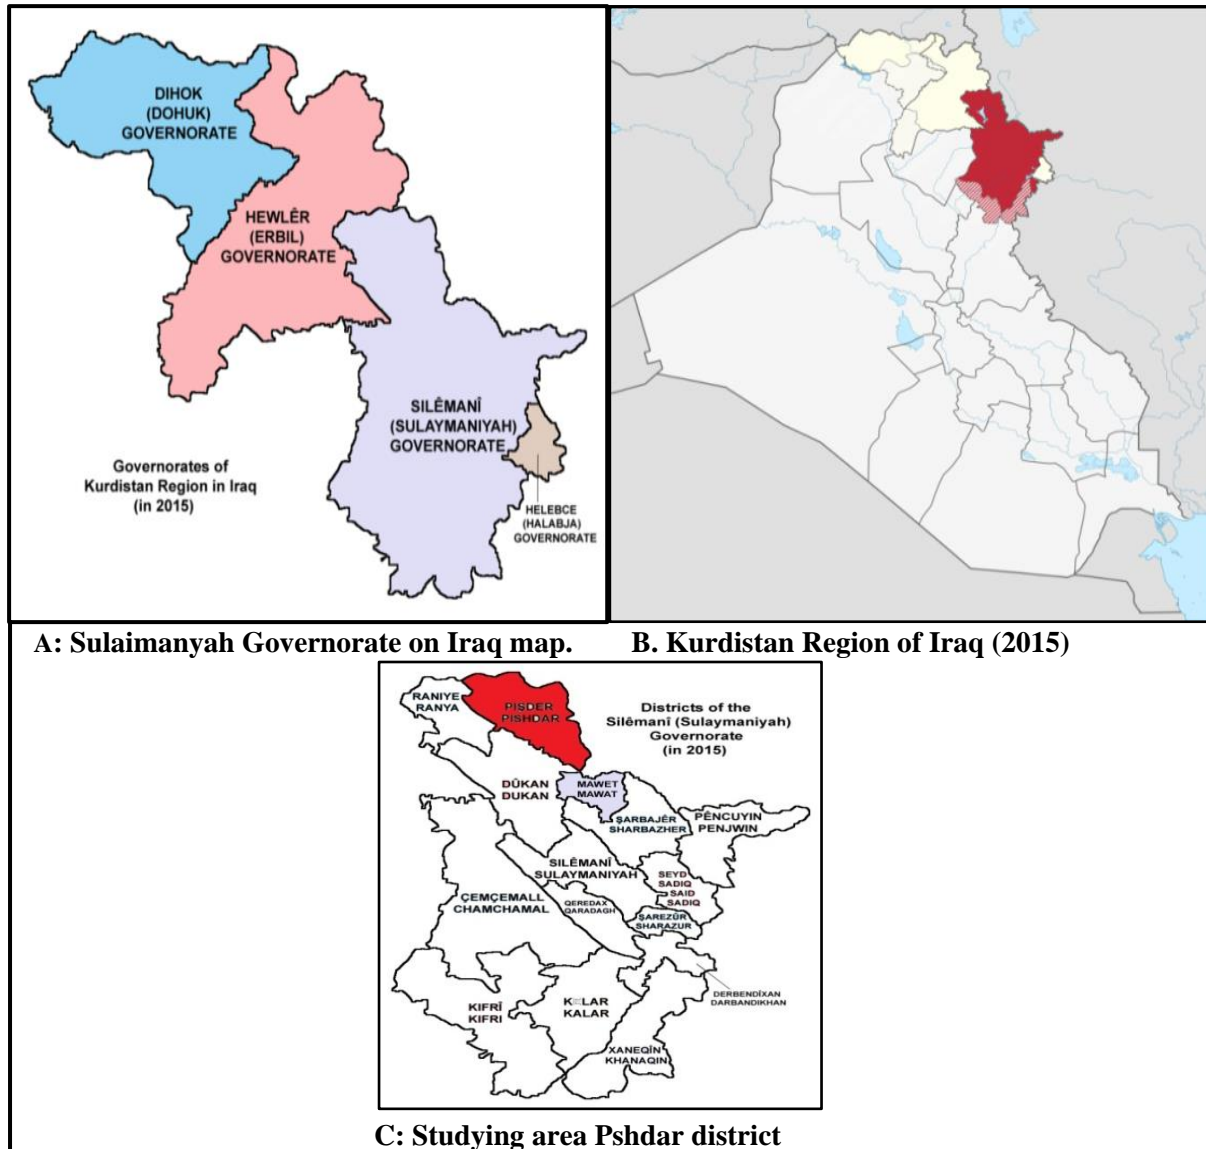 DIHOK
(DOHUK)
GOVERNORATE
HEWLÊR
(ERBIL)
GOVERNORATE
SILÊMANÎ
(SULAYMANIYAH)
GOVERNORATE
Governorates of
Kurdistan Region in Iraq
(in 2015)
HELEBCE
(HALABJA)
GOVERNORATE
A: Sulaimanyah Governorate on Iraq map.
B. Kurdistan Region of Iraq (2015)
RANIYE
RANYA
PIŞDER
PISHDAR
Districts of the
Silêmanî (Sulaymaniyah)
Governorate
(in 2015)
DÛKAN
DUKAN
MAWET
MAWAT
ŞARBAJÊR
SHARBAZHER
PÊNCUYIN
PENJWIN
SILÊMANÎ
SULAYMANIYAH
SEYD
SADIQ
SAID
SADIQ
ÇEMÇEMALL
CHAMCHAMAL
QEREDAX
QARADAGH
ŞAREZÛR
SHARAZUR
DERBENDÎXAN
DARBANDIKHAN
KIFRÎ
KIFRI
KALAR
XANEQÎN
KHANAQIN
C: Studying area Pshdar district